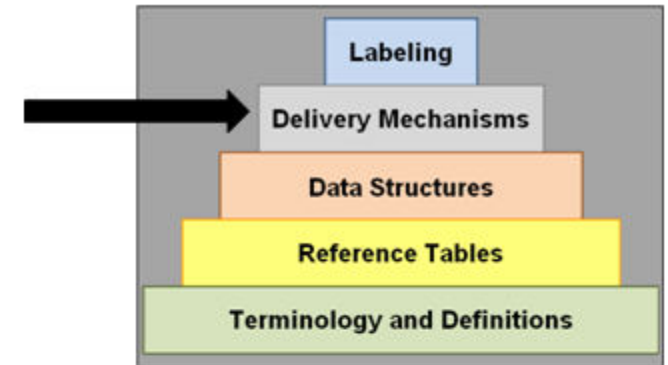 Labeling
Delivery Mechanisms
Data Structures
Reference Tables
Terminology and Definitions